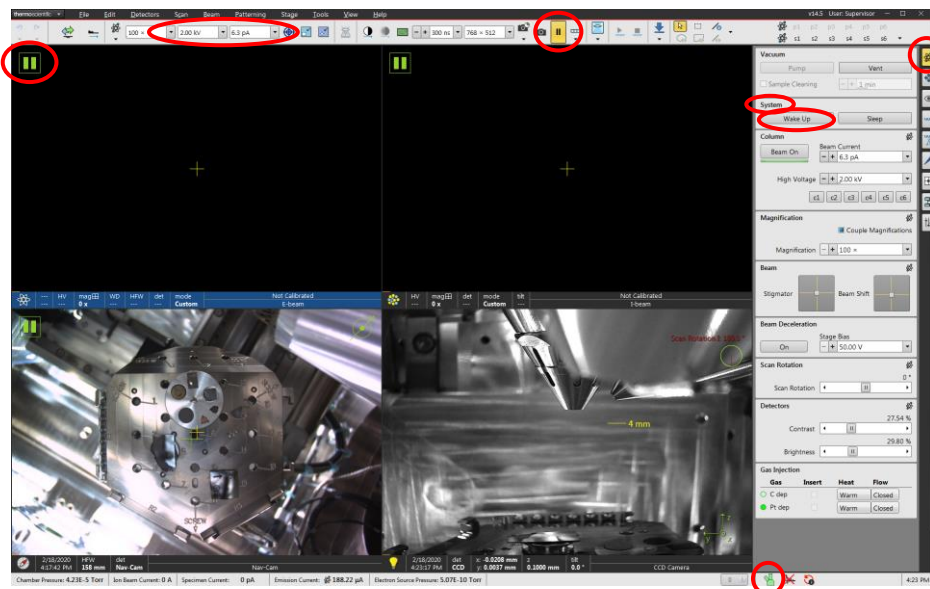 thermoscientific File Edit Detectors Span Beam Patterning Stage Tools View Help v14.5 User: Supervisor
100 × 2.00 kV 6.3 pA 300 ns 768 × 512
p1 p2 p3 p4 p5 p6
s1 s2 s3 s4 s5 s6
Vacuum
Pump Vent
Sample Cleaning 1 min
System
Wake Up Sleep
Column
Beam Current
Beam On 6.3 pA
High Voltage 2.00 kV
c1 c2 c3 c4 c5 c6
Magnification
Couple Magnifications
Magnification 100 ×
Beam
Stigmator Beam Shift
Beam Deceleration
Stage Bias
On 50.00 V
Scan Rotation
0 °
Scan Rotation
Detectors
27.54 %
Contrast
29.80 %
Brightness
Gas Injection
Gas Insert Heat Flow
C dep Warm Closed
Pt dep Warm Closed
--- HV mag WD HFW det mode Not Calibrated
--- --- 0 x --- --- --- Custom E-beam
HV mag det mode tilt Not Calibrated
--- 0 x --- Custom --- I-beam
Scan Rotation
4 mm
SCREW
R2
z
y
x
2/18/2020 HFW det
4:17:42 PM 158 mm Nav-Cam Nav-Cam
2/18/2020 det x: -0.0208 mm z tilt
4:23:17 PM CCD y: 0.0037 mm 0.1000 mm 0.0 ° CCD Camera
Chamber Pressure: 4.23E-5 Torr Ion Beam Current: 0 A Specimen Current: 0 pA Emission Current: 188.22 µA Electron Source Pressure: 5.07E-10 Torr 4:23 PM